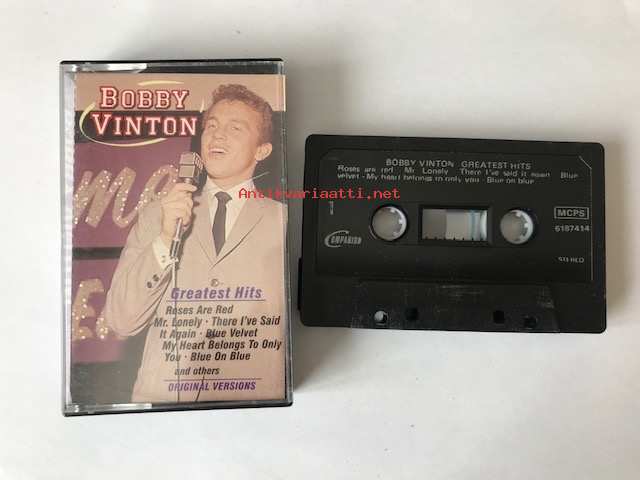 BOBBY
VINTON
Greatest Hits
Roses Are Red
Mr. Lonely · There I've Said
It Again · Blue Velvet
My Heart Belongs To Only
You · Blue On Blue
and others
ORIGINAL VERSIONS
Antikvariaatti.net
BOBBY VINTON GREATEST HITS
Roses are red · Mr. Lonely · There I've said it again · Blue
velvet · My heart belongs to only you · Blue on blue
COMPANION
MCPS
6187414